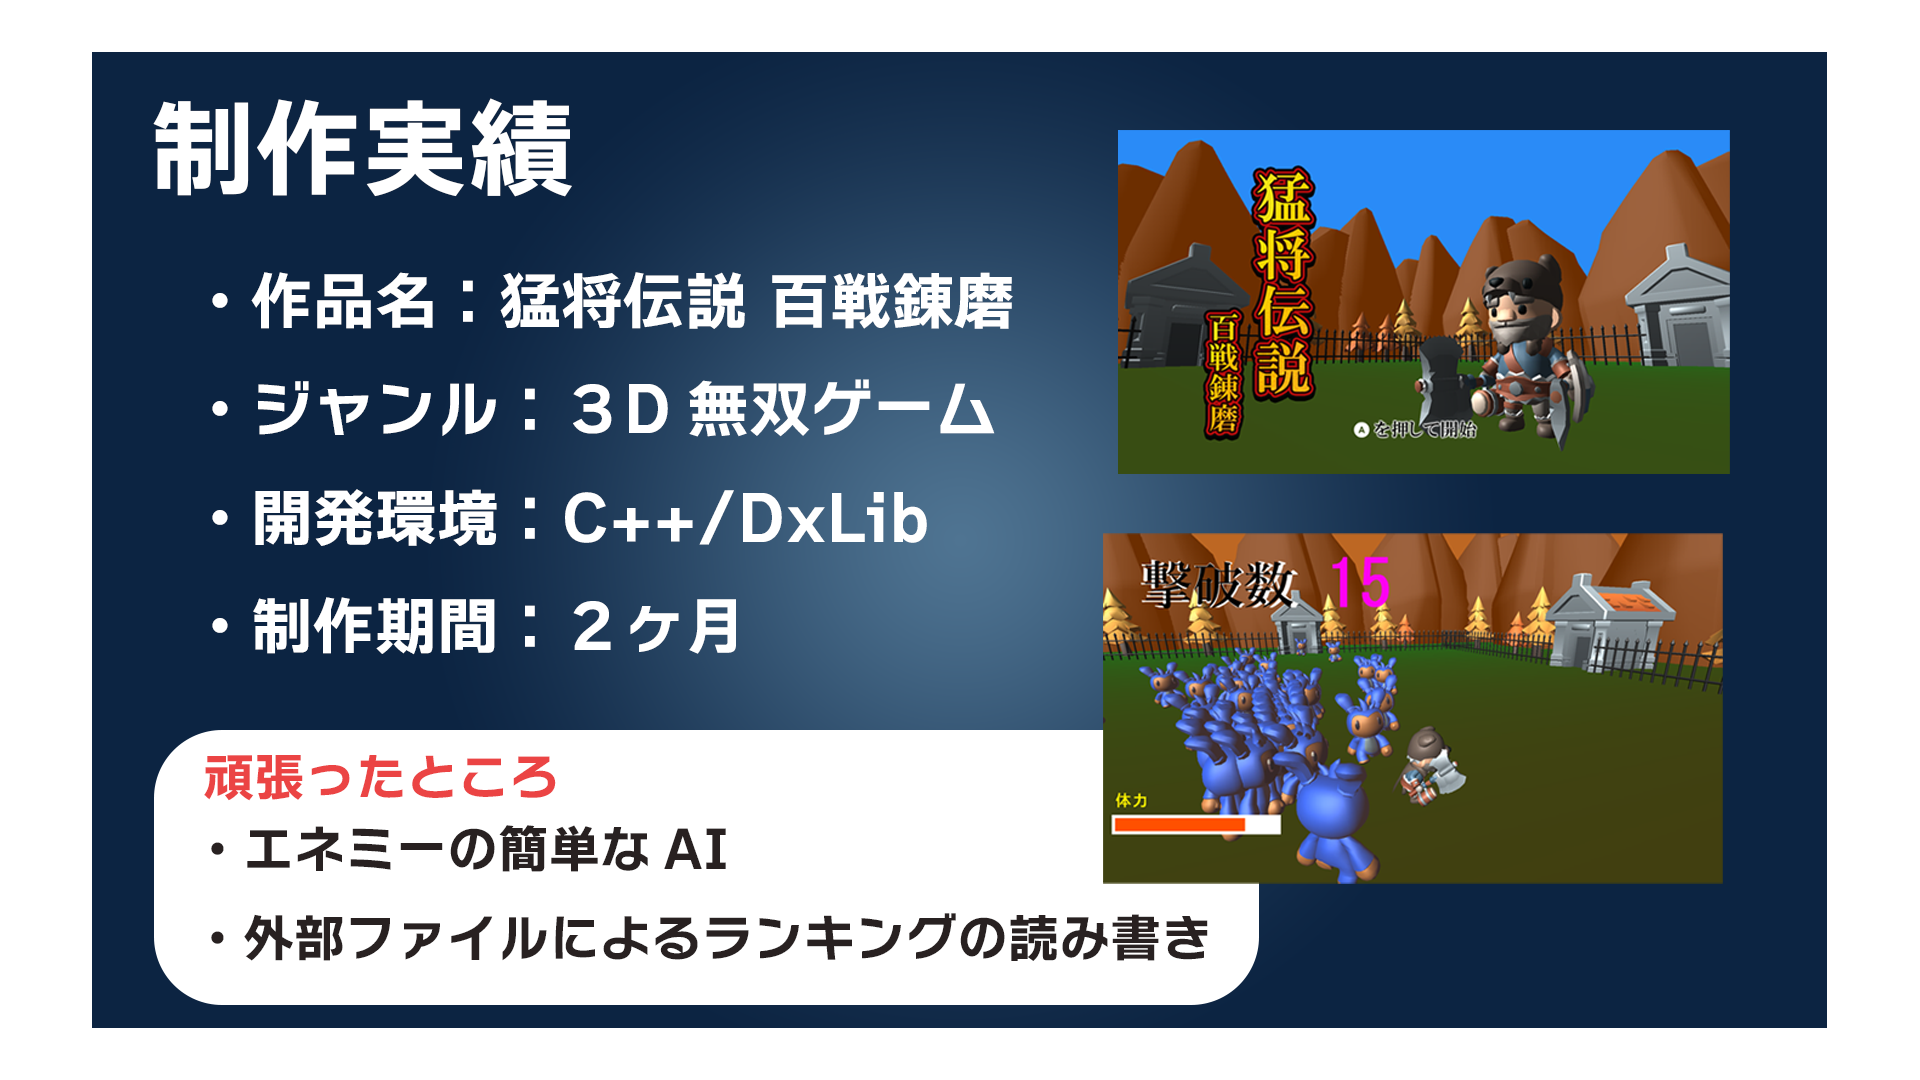 制作実績
・作品名：猛将伝説 百戦錬磨
・ジャンル：３D 無双ゲーム
・開発環境：C++/DxLib
・制作期間：２ケ月
頑張ったところ
・エネミーの簡単な AI
・外部ファイルによるランキングの読み書き
猛将伝説
百戦錬磨
Aを押して開始
撃破数 15
体力